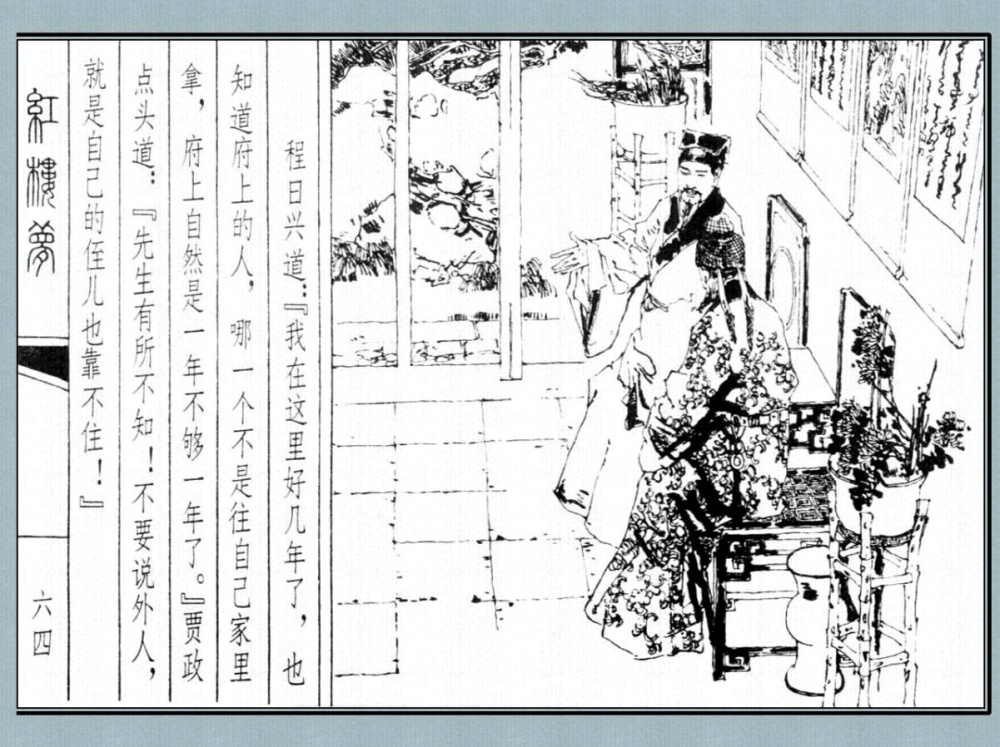 程日兴道：『我在这里好几年了，也
知道府上的人，哪一个不是往自己家里
拿，府上自然是一年不够一年了。』贾政
点头道：『先生有所不知！不要说外人，
就是自己的侄儿也靠不住！』
紅樓夢
六四